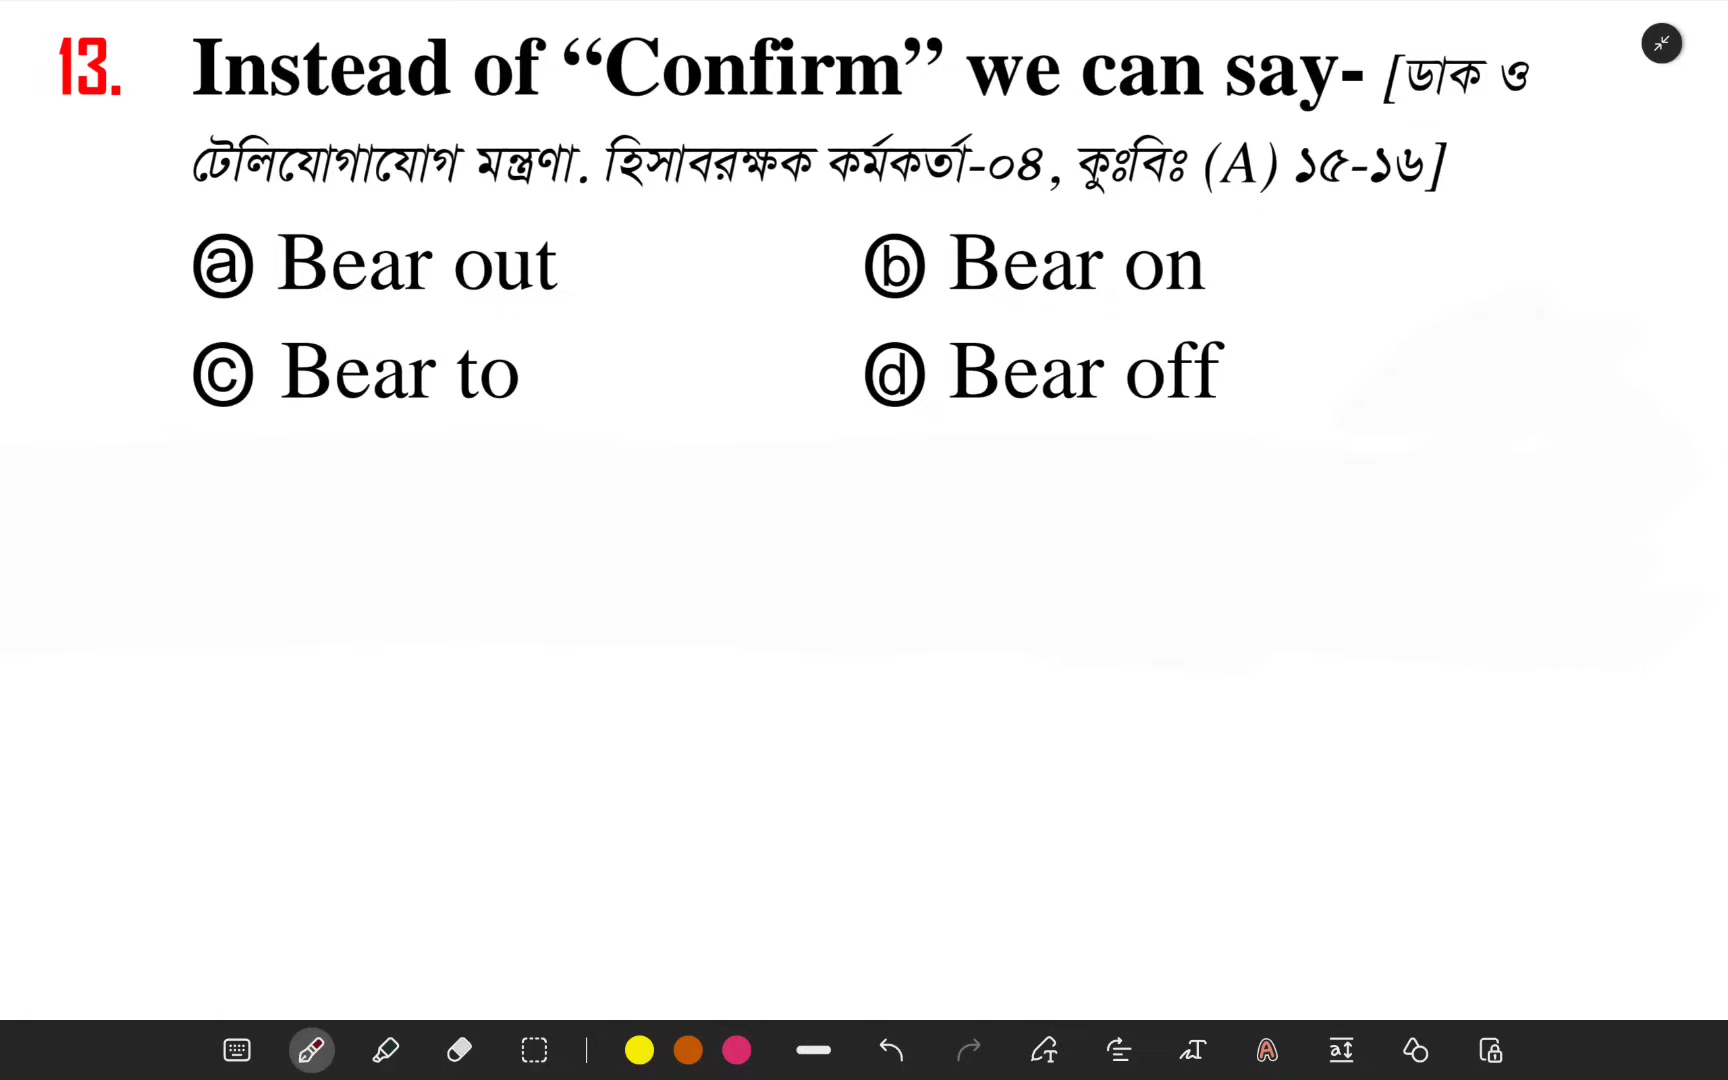 13. Instead of “Confirm” we can say- [ডাক ও
টেলিযোগাযোগ মন্ত্রণা. হিসাবরক্ষক কর্মকর্তা-০৪, কুঃবিঃ (A) ১৫-১৬]
ⓐ Bear out ⓑ Bear on
ⓒ Bear to ⓓ Bear off